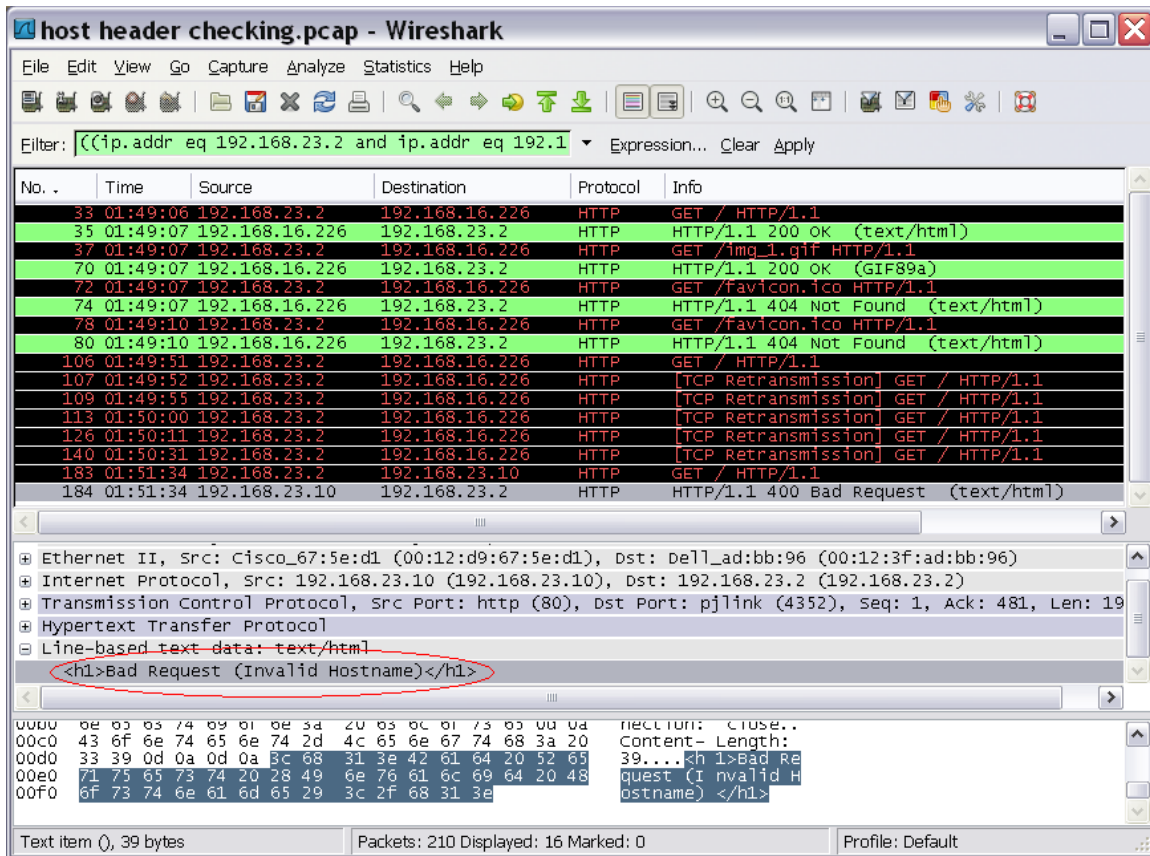 host header checking.pcap - Wireshark
File Edit View Go Capture Analyze Statistics Help
Filter: ((ip.addr eq 192.168.23.2 and ip.addr eq 192.1 Expression... Clear Apply
No. . Time Source Destination Protocol Info
33 01:49:06 192.168.23.2 192.168.16.226 HTTP GET / HTTP/1.1
35 01:49:07 192.168.16.226 192.168.23.2 HTTP HTTP/1.1 200 OK (text/html)
37 01:49:07 192.168.23.2 192.168.16.226 HTTP GET /img_1.gif HTTP/1.1
70 01:49:07 192.168.16.226 192.168.23.2 HTTP HTTP/1.1 200 OK (GIF89a)
72 01:49:07 192.168.23.2 192.168.16.226 HTTP GET /favicon.ico HTTP/1.1
74 01:49:07 192.168.16.226 192.168.23.2 HTTP HTTP/1.1 404 Not Found (text/html)
78 01:49:10 192.168.23.2 192.168.16.226 HTTP GET /favicon.ico HTTP/1.1
80 01:49:10 192.168.16.226 192.168.23.2 HTTP HTTP/1.1 404 Not Found (text/html)
106 01:49:51 192.168.23.2 192.168.16.226 HTTP GET / HTTP/1.1
107 01:49:52 192.168.23.2 192.168.16.226 HTTP [TCP Retransmission] GET / HTTP/1.1
109 01:49:55 192.168.23.2 192.168.16.226 HTTP [TCP Retransmission] GET / HTTP/1.1
113 01:50:00 192.168.23.2 192.168.16.226 HTTP [TCP Retransmission] GET / HTTP/1.1
126 01:50:11 192.168.23.2 192.168.16.226 HTTP [TCP Retransmission] GET / HTTP/1.1
140 01:50:31 192.168.23.2 192.168.16.226 HTTP [TCP Retransmission] GET / HTTP/1.1
183 01:51:34 192.168.23.2 192.168.23.10 HTTP GET / HTTP/1.1
184 01:51:34 192.168.23.10 192.168.23.2 HTTP HTTP/1.1 400 Bad Request (text/html)
Ethernet II, Src: Cisco_67:5e:d1 (00:12:d9:67:5e:d1), Dst: Dell_ad:bb:96 (00:12:3f:ad:bb:96)
Internet Protocol, Src: 192.168.23.10 (192.168.23.10), Dst: 192.168.23.2 (192.168.23.2)
Transmission Control Protocol, Src Port: http (80), Dst Port: pjlink (4352), Seq: 1, Ack: 481, Len: 19
Hypertext Transfer Protocol
Line-based text data: text/html
<h1>Bad Request (Invalid Hostname)</h1>
00b0 6e 65 63 74 69 6f 6e 3a 20 63 6c 6f 73 65 0d 0a nection: close..
00c0 43 6f 6e 74 65 6e 74 2d 4c 65 6e 67 74 68 3a 20 Content- Length:
00d0 33 39 0d 0a 0d 0a 3c 68 31 3e 42 61 64 20 52 65 39....<h 1>Bad Re
00e0 71 75 65 73 74 20 28 49 6e 76 61 6c 69 64 20 48 quest (I nvalid H
00f0 6f 73 74 6e 61 6d 65 29 3c 2f 68 31 3e ostname) </h1>
Text item (), 39 bytes Packets: 210 Displayed: 16 Marked: 0 Profile: Default